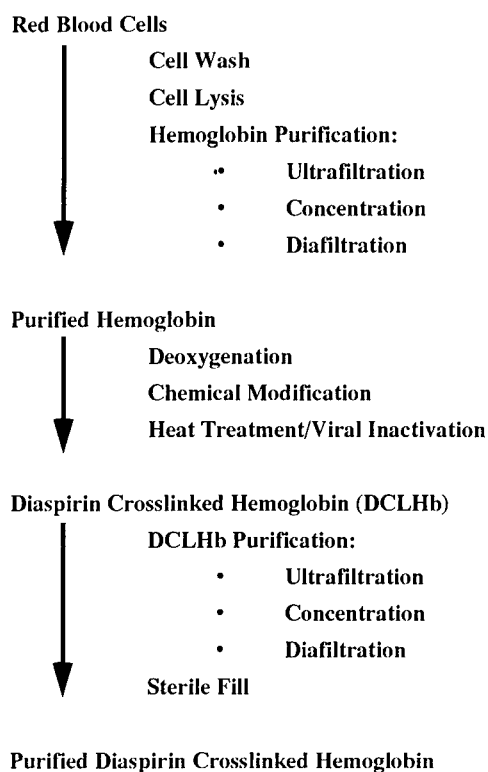 Red Blood Cells
Cell Wash
Cell Lysis
Hemoglobin Purification:
• Ultrafiltration
• Concentration
• Diafiltration
Purified Hemoglobin
Deoxygenation
Chemical Modification
Heat Treatment/Viral Inactivation
Diaspirin Crosslinked Hemoglobin (DCLHb)
DCLHb Purification:
• Ultrafiltration
• Concentration
• Diafiltration
Sterile Fill
Purified Diaspirin Crosslinked Hemoglobin